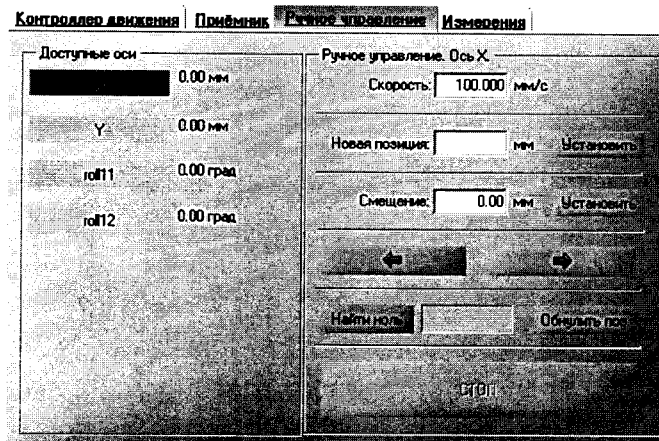 Контроллер движения Приёмник Ручное управление Измерения
Доступные оси
0.00 мм
Y 0.00 мм
roll11 0.00 град
roll12 0.00 град
Ручное управление. Ось X.
Скорость: 100.000 мм/с
Новая позиция: мм Установить
Смещение: 0.00 мм Установить
Найти ноль Обнулить поз
СТОП